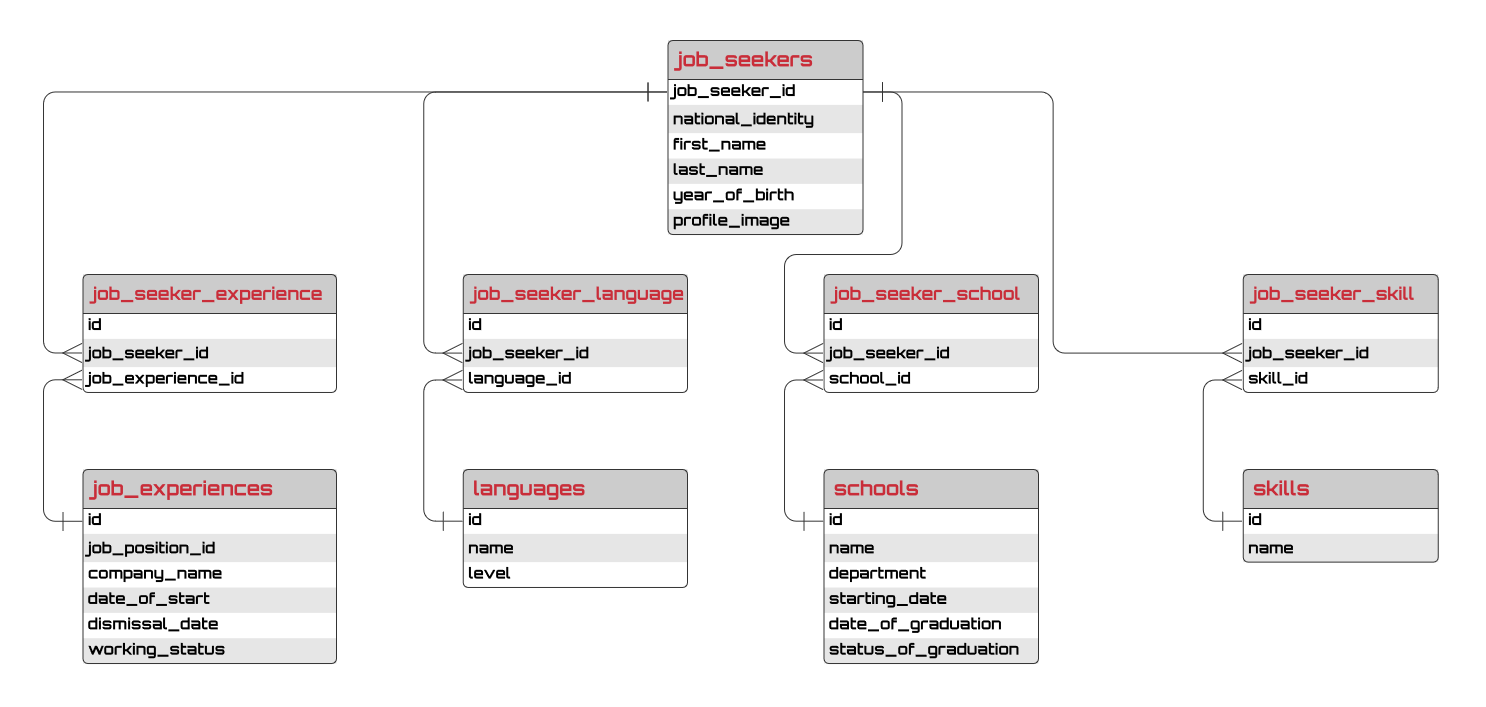 job_seekers
job_seeker_id
national_identity
first_name
last_name
year_of_birth
profile_image
job_seeker_experience
id
job_seeker_id
job_experience_id
job_seeker_language
id
job_seeker_id
language_id
job_seeker_school
id
job_seeker_id
school_id
job_seeker_skill
id
job_seeker_id
skill_id
job_experiences
id
job_position_id
company_name
date_of_start
dismissal_date
working_status
languages
id
name
level
schools
id
name
department
starting_date
date_of_graduation
status_of_graduation
skills
id
name